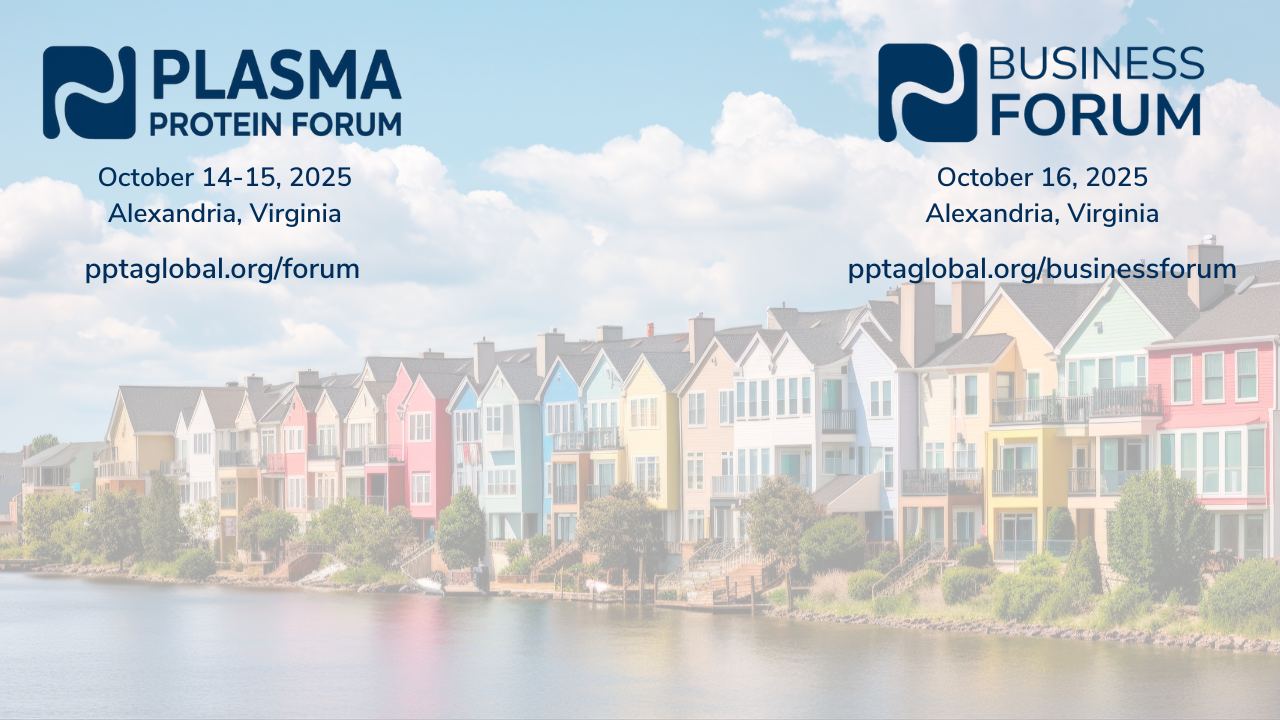 PLASMA
PROTEIN FORUM
October 14-15, 2025
Alexandria, Virginia
pptaglobal.org/forum
BUSINESS
FORUM
October 16, 2025
Alexandria, Virginia
pptaglobal.org/businessforum